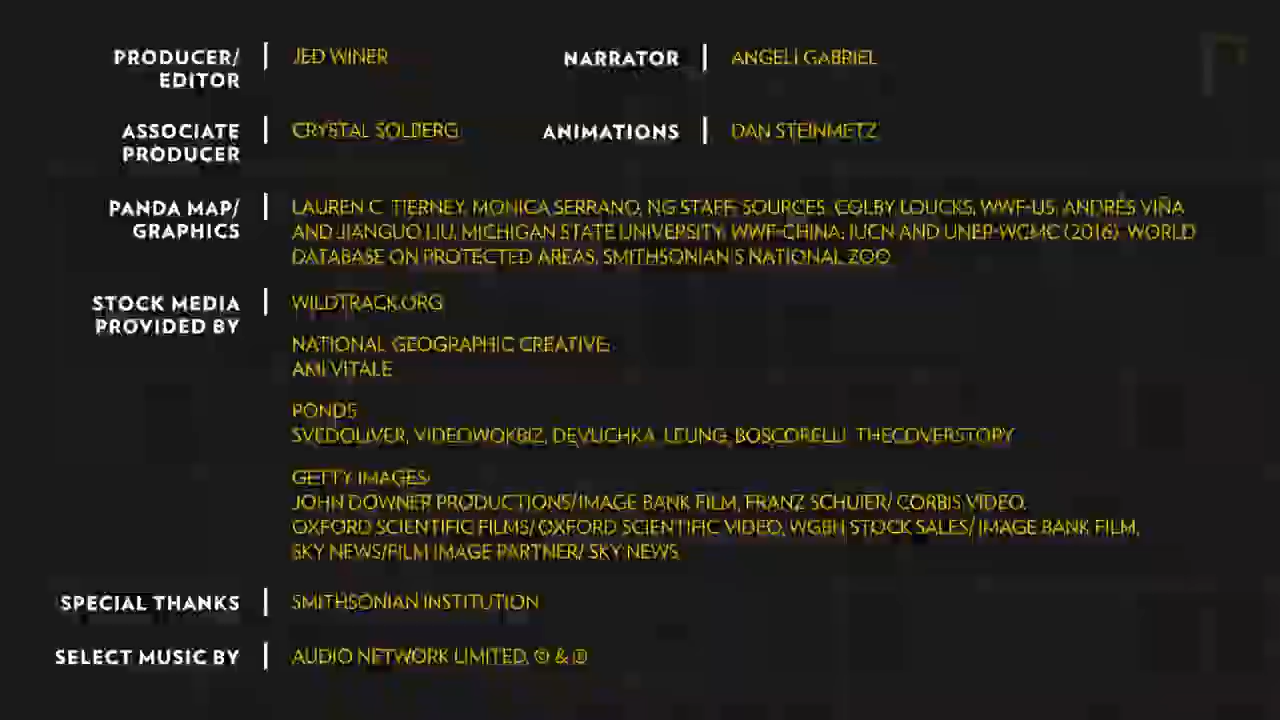 PRODUCER/ EDITOR | JED WINER
NARRATOR | ANGELI GABRIEL
ASSOCIATE PRODUCER | CRYSTAL SOLBERG
ANIMATIONS | DAN STEINMETZ
PANDA MAP/ GRAPHICS | LAUREN C. TIERNEY, MONICA SERRANO, NG STAFF. SOURCES: COLBY LOUCKS, WWF-US; ANDRÉS VIÑA
AND JIANGUO LIU, MICHIGAN STATE UNIVERSITY; WWF-CHINA; IUCN AND UNEP-WCMC (2016) WORLD
DATABASE ON PROTECTED AREAS, SMITHSONIAN'S NATIONAL ZOO
STOCK MEDIA PROVIDED BY | WILDTRACK.ORG
NATIONAL GEOGRAPHIC CREATIVE
AMI VITALE
POND5
SVEDOLIVER, VIDEOWOKBIZ, DEVLICHKA, LEUNG, BOSCORELLI, THECOVERSTORY
GETTY IMAGES
JOHN DOWNER PRODUCTIONS/IMAGE BANK FILM, FRANZ / CORBIS VIDEO,
OXFORD SCIENTIFIC FILMS/ OXFORD SCIENTIFIC VIDEO, WGBH STOCK SALES/ IMAGE BANK FILM,
SKY NEWS/FILM IMAGE PARTNER/ SKY NEWS
SPECIAL THANKS | SMITHSONIAN INSTITUTION
SELECT MUSIC BY | AUDIO NETWORK LIMITED, © & ℗